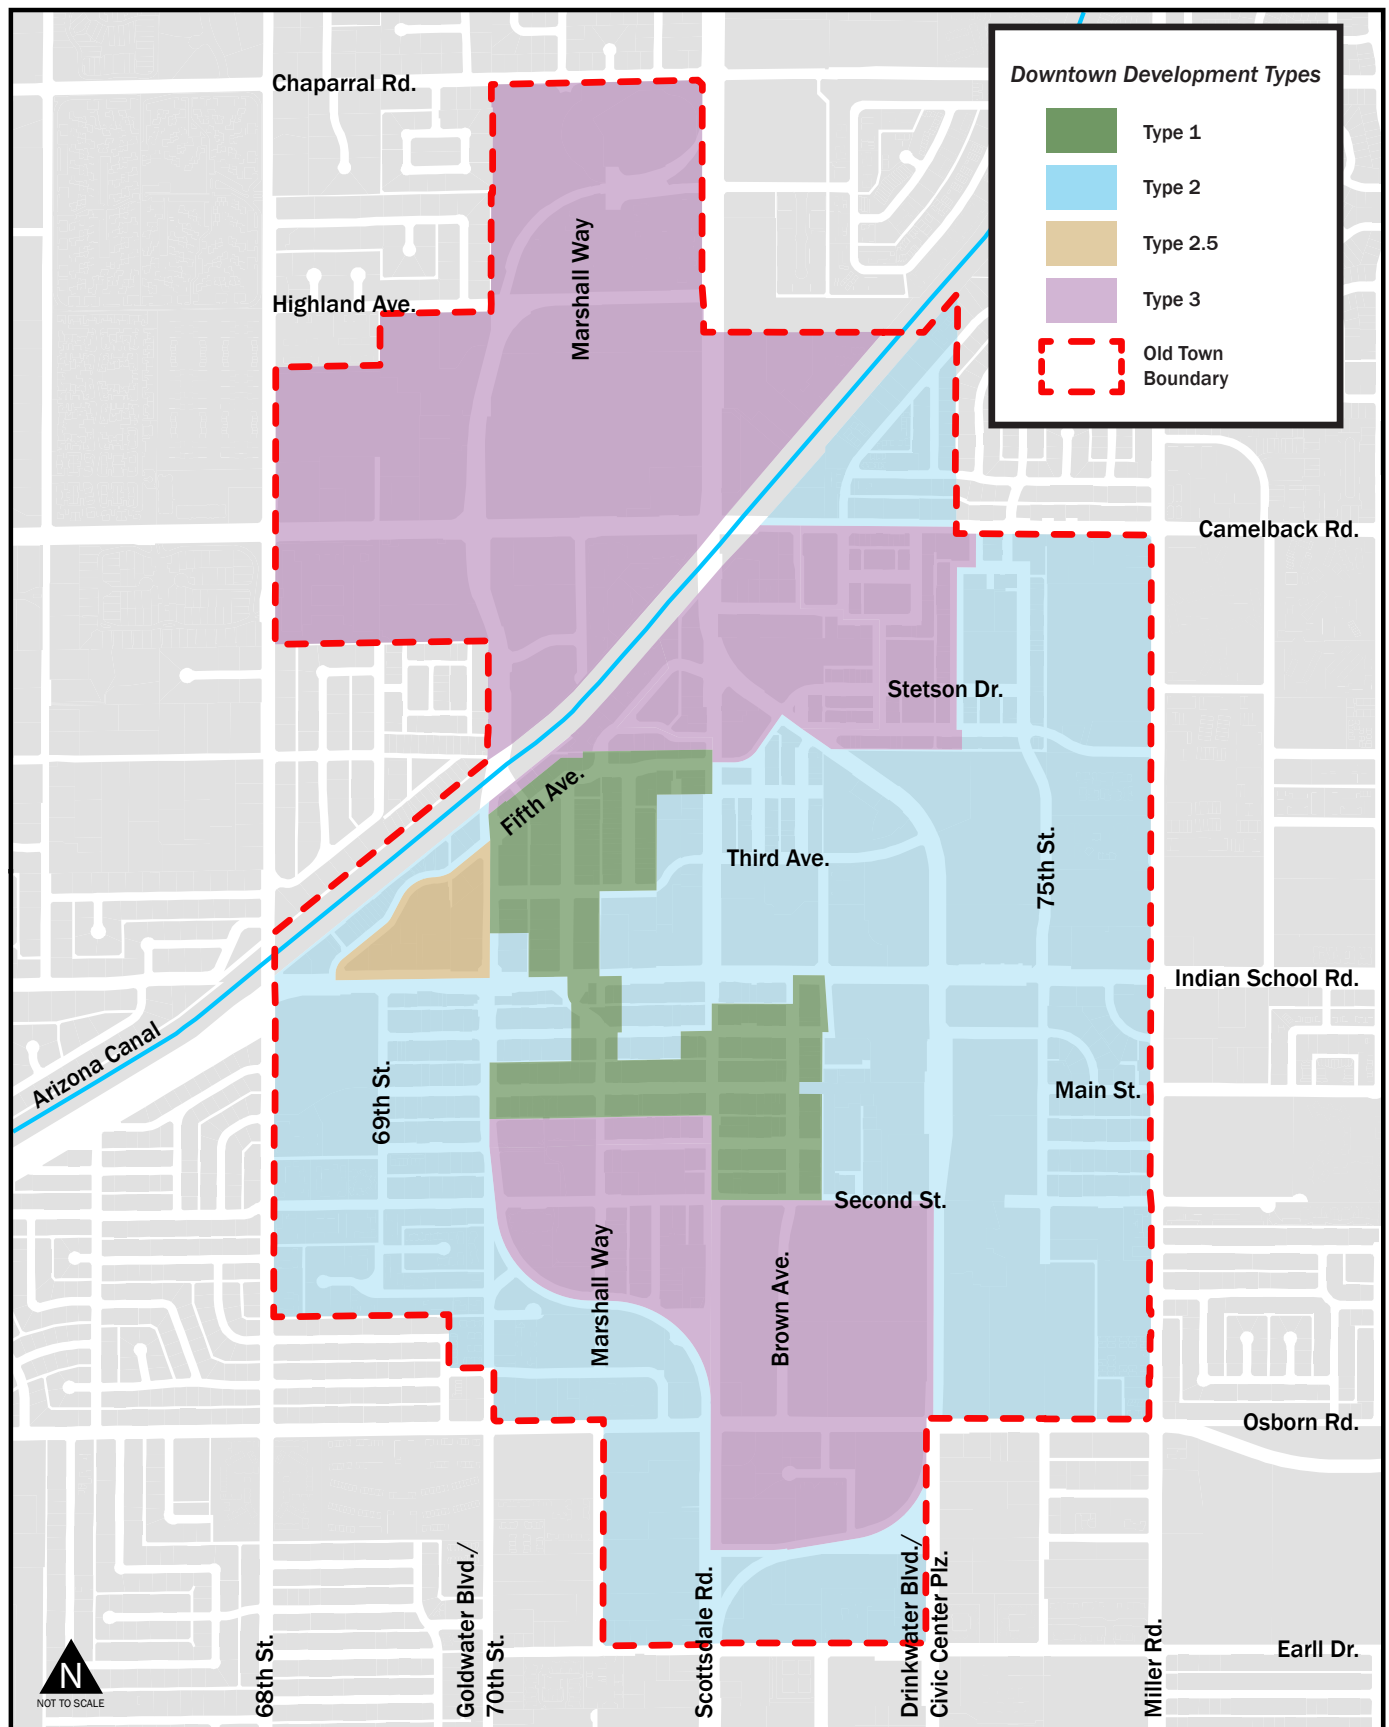 Chaparral Rd.
Downtown Development Types
Type 1
Type 2
Type 2.5
Type 3
Old Town
Boundary
Marshall Way
Highland Ave.
Camelback Rd.
Stetson Dr.
Fifth Ave.
Third Ave.
75th St.
Indian School Rd.
Arizona Canal
69th St.
Main St.
Second St.
Marshall Way
Brown Ave.
Osborn Rd.
68th St.
Goldwater Blvd./
70th St.
Scottsdale Rd.
Drinkwater Blvd./
Civic Center Plz.
Miller Rd.
Earll Dr.
N
NOT TO SCALE